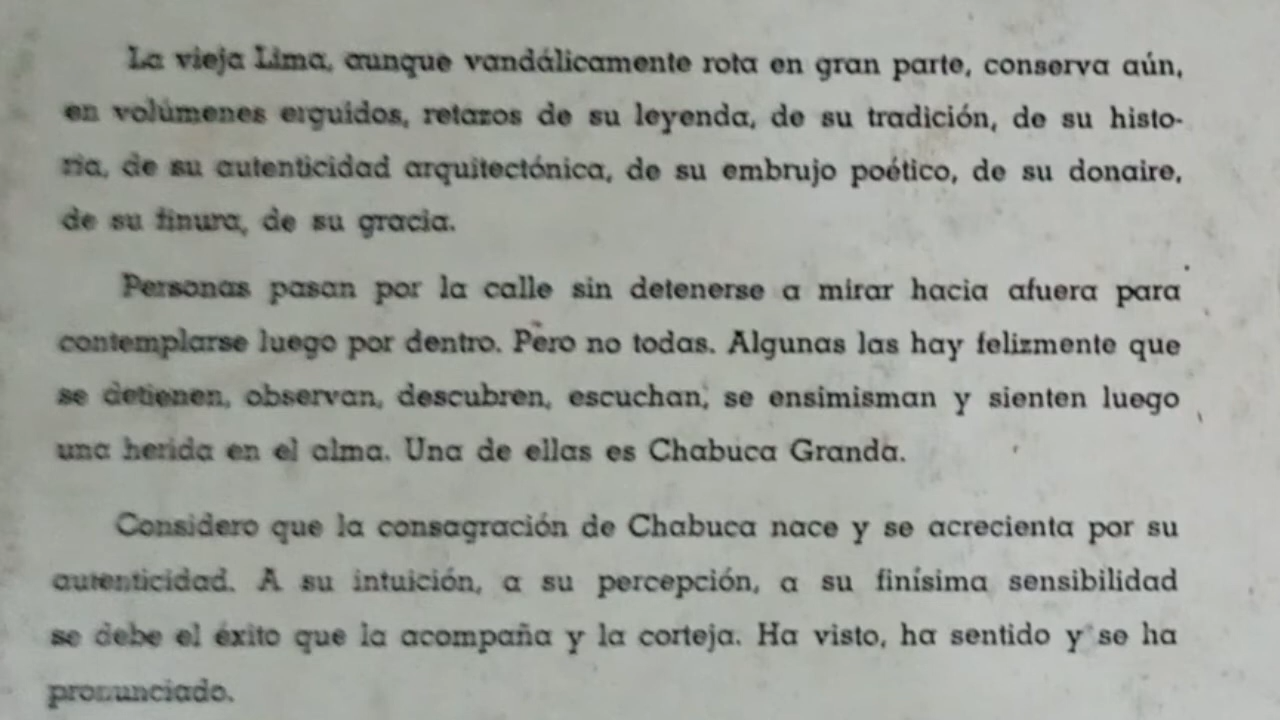 La vieja Lima, aunque vandálicamente rota en gran parte, conserva aún,
en volúmenes erguidos, retazos de su leyenda, de su tradición, de su histo-
ria, de su autenticidad arquitectónica, de su embrujo poético, de su donaire,
de su finura, de su gracia.
Personas pasan por la calle sin detenerse a mirar hacia afuera para
contemplarse luego por dentro. Pero no todas. Algunas las hay felizmente que
se detienen, observan, descubren, escuchan, se ensimisman y sienten luego
una herida en el alma. Una de ellas es Chabuca Granda.
Considero que la consagración de Chabuca nace y se acrecienta por su
autenticidad. A su intuición, a su percepción, a su finísima sensibilidad
se debe el éxito que la acompaña y la corteja. Ha visto, ha sentido y se ha
pronunciado.